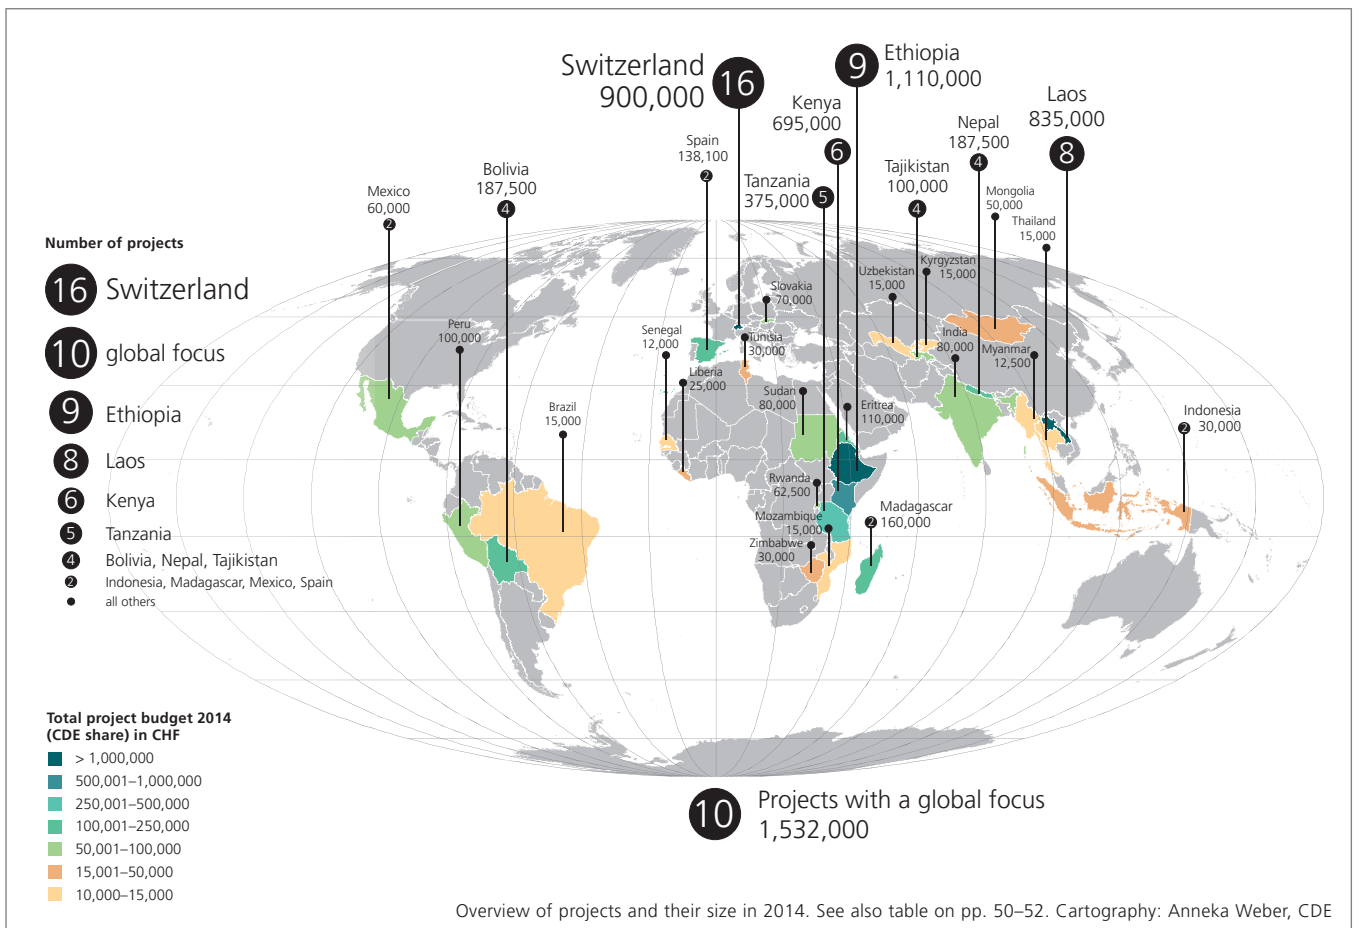 Switzerland
900,000
16
9
Ethiopia
1,110,000
Kenya
695,000
6
Laos
835,000
8
Nepal
187,500
4
Spain
138,100
2
Bolivia
187,500
4
Tanzania
375,000
5
Tajikistan
100,000
4
Mexico
60,000
2
Mongolia
50,000
Thailand
15,000
Number of projects
16 Switzerland
10 global focus
9 Ethiopia
8 Laos
6 Kenya
5 Tanzania
4 Bolivia, Nepal, Tajikistan
2 Indonesia, Madagascar, Mexico, Spain
all others
Kyrgyzstan
15,000
Uzbekistan
15,000
Slovakia
70,000
Peru
100,000
Senegal
12,000
Tunisia
30,000
India
80,000
Myanmar
12,500
Liberia
25,000
Sudan
80,000
Eritrea
110,000
Brazil
15,000
Indonesia
2 30,000
Rwanda
62,500
Mozambique
15,000
Madagascar
2 160,000
Zimbabwe
30,000
Total project budget 2014
(CDE share) in CHF
> 1,000,000
500,001–1,000,000
250,001–500,000
100,001–250,000
50,001–100,000
15,001–50,000
10,000–15,000
10
Projects with a global focus
1,532,000
Overview of projects and their size in 2014. See also table on pp. 50–52. Cartography: Anneka Weber, CDE